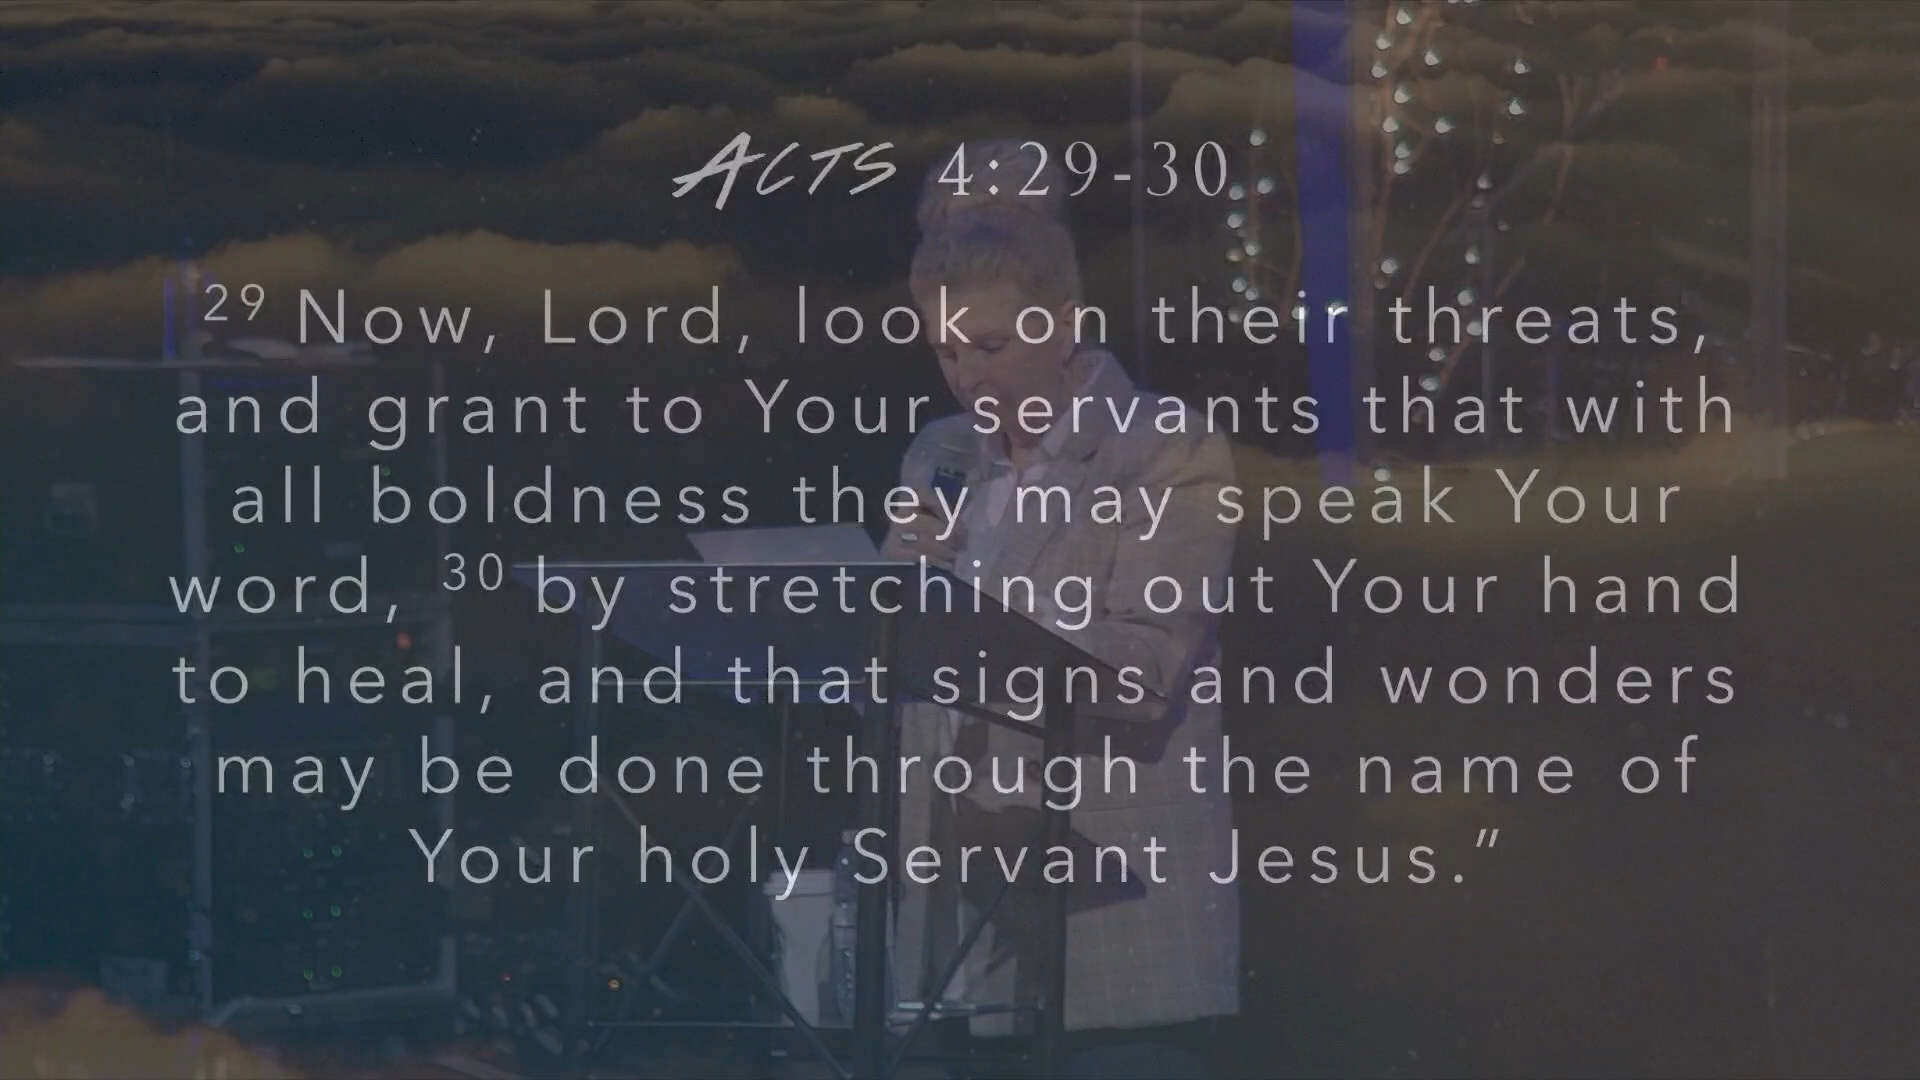 Acts 4:29-30
29 Now, Lord, look on their threats,
and grant to Your servants that with
all boldness they may speak Your
word, 30 by stretching out Your hand
to heal, and that signs and wonders
may be done through the name of
Your holy Servant Jesus.”